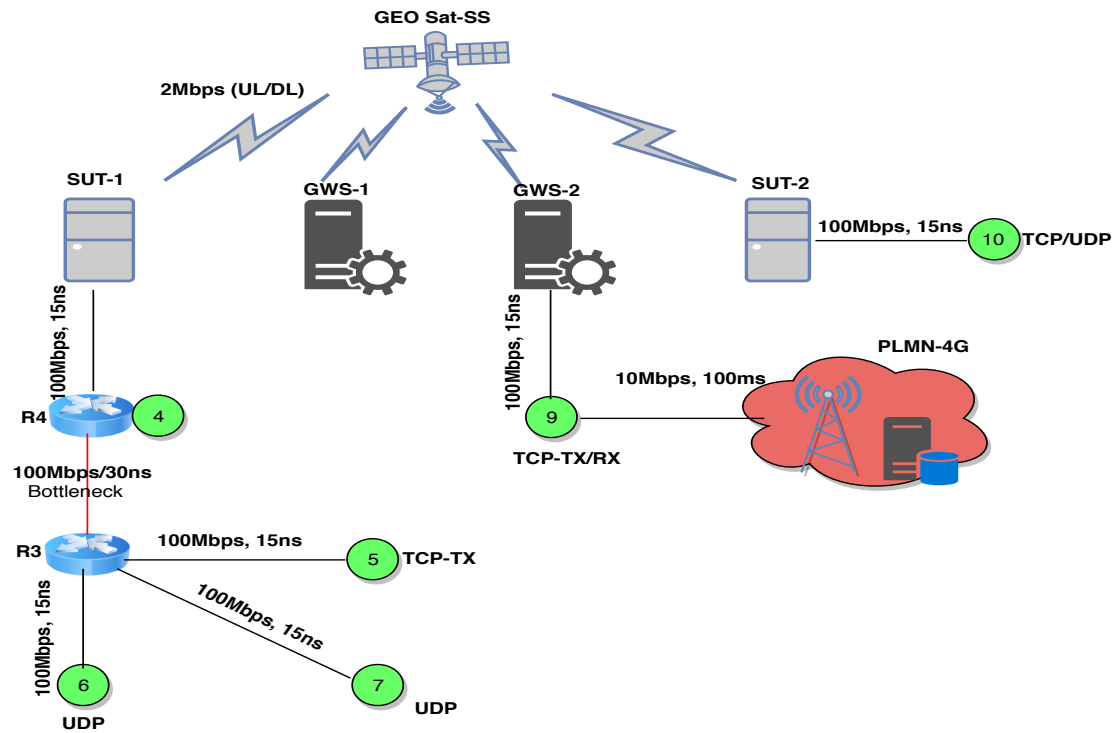 GEO Sat-SS
2Mbps (UL/DL)
SUT-1
GWS-1
GWS-2
SUT-2
100Mbps, 15ns
10
TCP/UDP
100Mbps, 15ns
100Mbps, 15ns
PLMN-4G
10Mbps, 100ms
R4
4
9
TCP-TX/RX
100Mbps/30ns
Bottleneck
R3
100Mbps, 15ns
5
TCP-TX
100Mbps, 15ns
100Mbps, 15ns
6
7
UDP
UDP